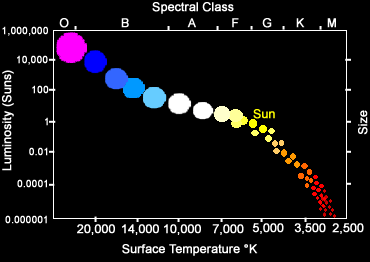 Spectral Class
O B A F G K M
1,000,000
10,000
100
1
0.01
0.0001
0.000001
Luminosity (Suns)
Sun
Size
20,000 14,000 10,000 7,000 5,000 3,500 2,500
Surface Temperature °K